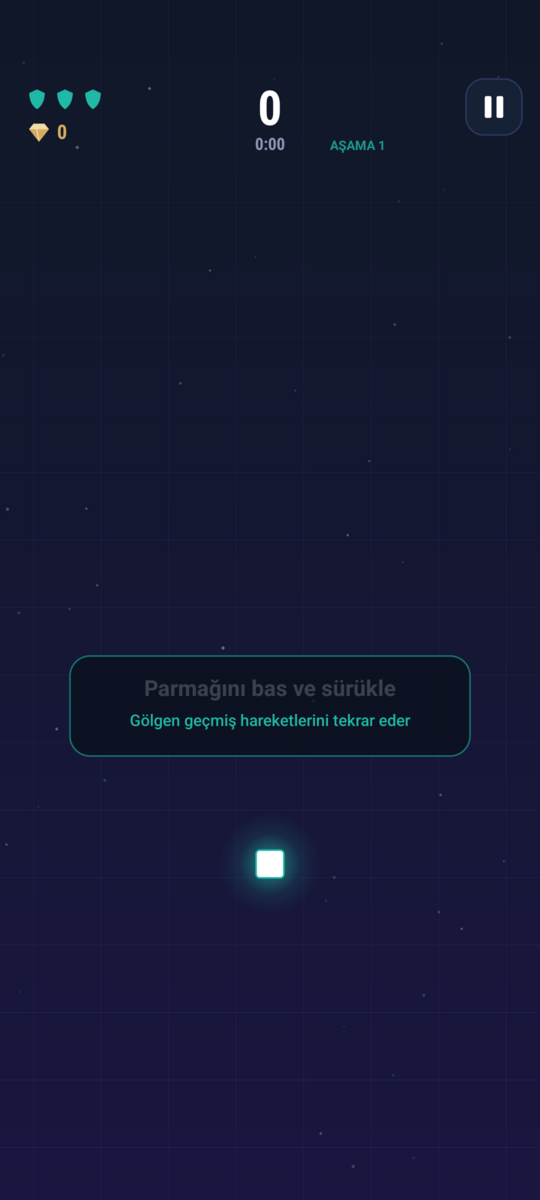 0
0
0:00
AŞAMA 1
Parmağını bas ve sürükle
Gölgen geçmiş hareketlerini tekrar eder